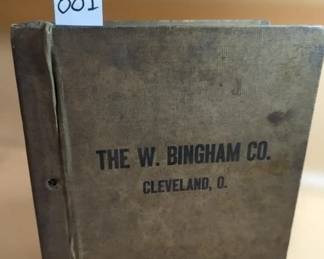 001
THE W. BINGHAM CO.
CLEVELAND, O.